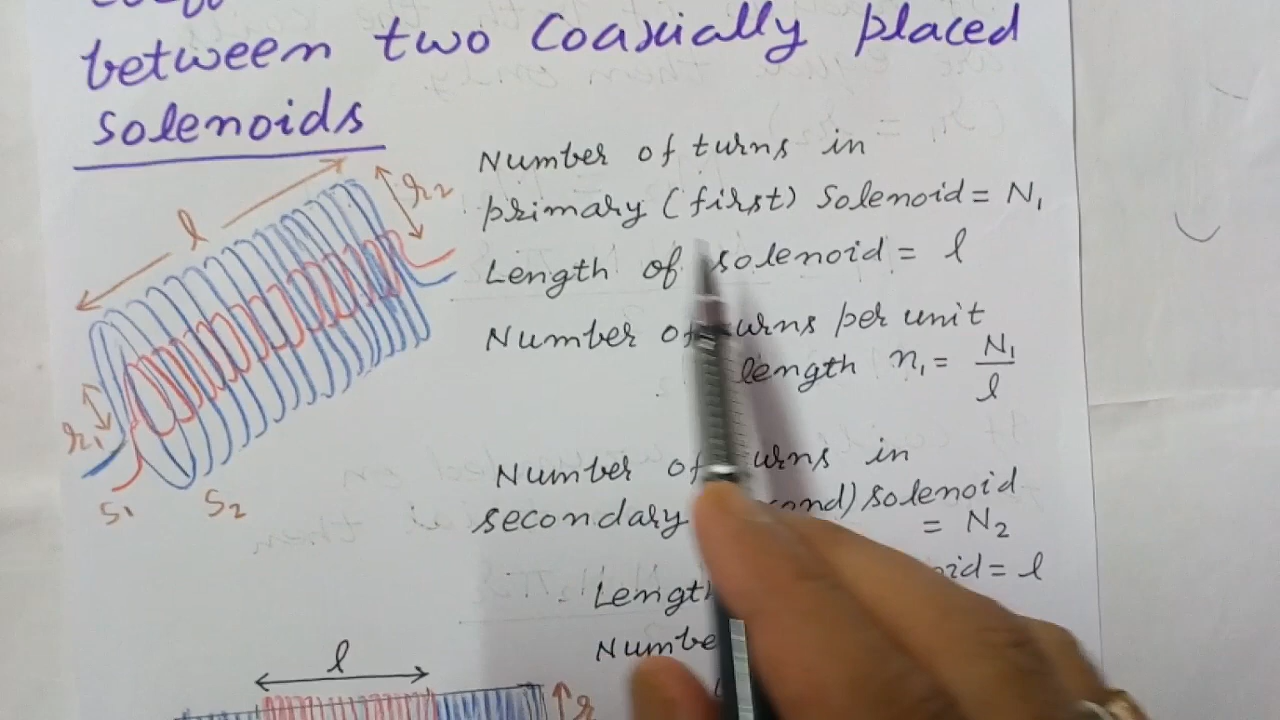 between two Coaxially placed
solenoids
l
r2
r1
S1
S2
Number of turns in
primary (first) Solenoid = N1
Length of solenoid = l
Number of turns per unit
length n1 = N1/l
Number of turns in
secondary solenoid
= N2
Length = l
Numbe
l
r